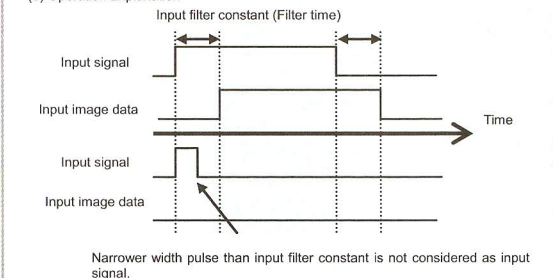 Input filter constant (Filter time)
Input signal
Input image data
Time
Input signal
Input image data
Narrower width pulse than input filter constant is not considered as input
signal.